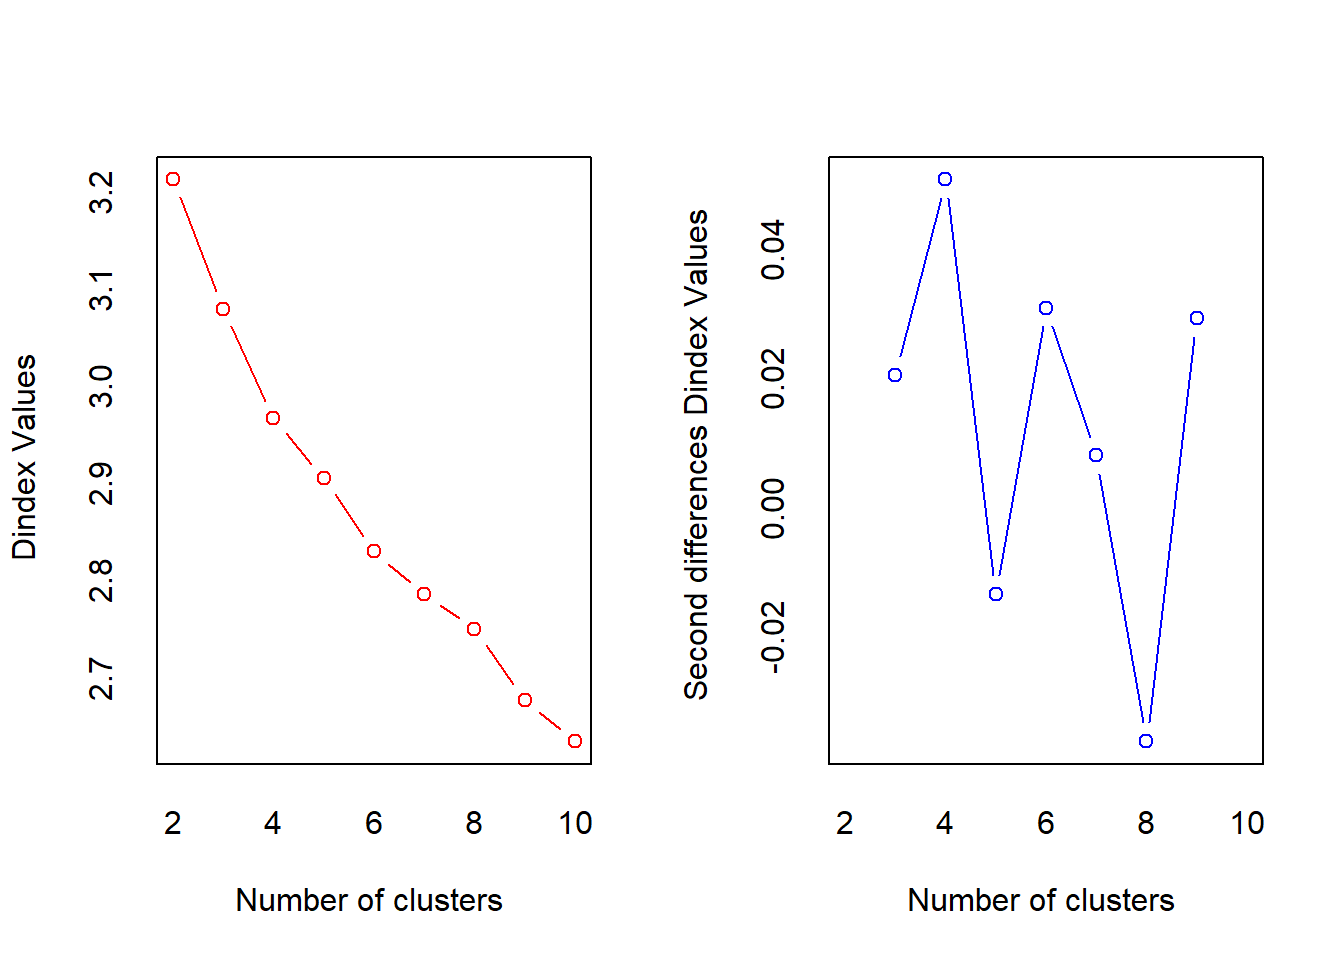 Dindex Values
3.2
3.1
3.0
2.9
2.8
2.7
2 4 6 8 10
Number of clusters
Second differences Dindex Values
0.04
0.02
0.00
-0.02
2 4 6 8 10
Number of clusters